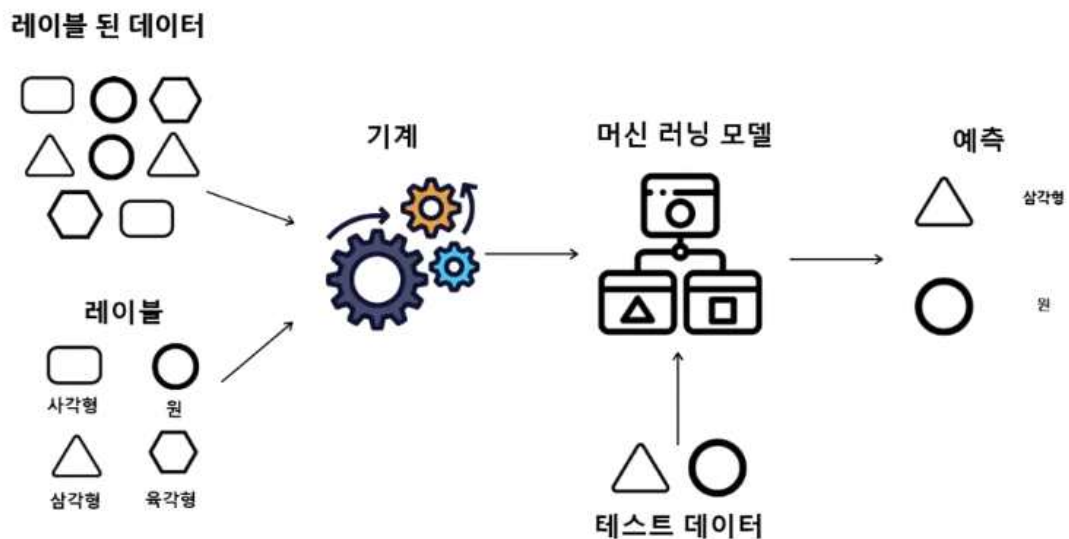 레이블 된 데이터
기계
머신 러닝 모델
예측
삼각형
원
레이블
사각형
원
삼각형
육각형
테스트 데이터